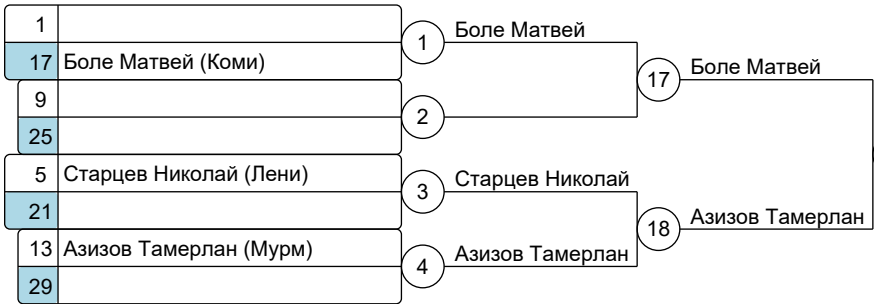 1
1
Боле Матвей
17 Боле Матвей (Коми)
17
Боле Матвей
9
2
25
5 Старцев Николай (Лени)
3
Старцев Николай
21
18
Азизов Тамерлан
13 Азизов Тамерлан (Мурм)
4
Азизов Тамерлан
29